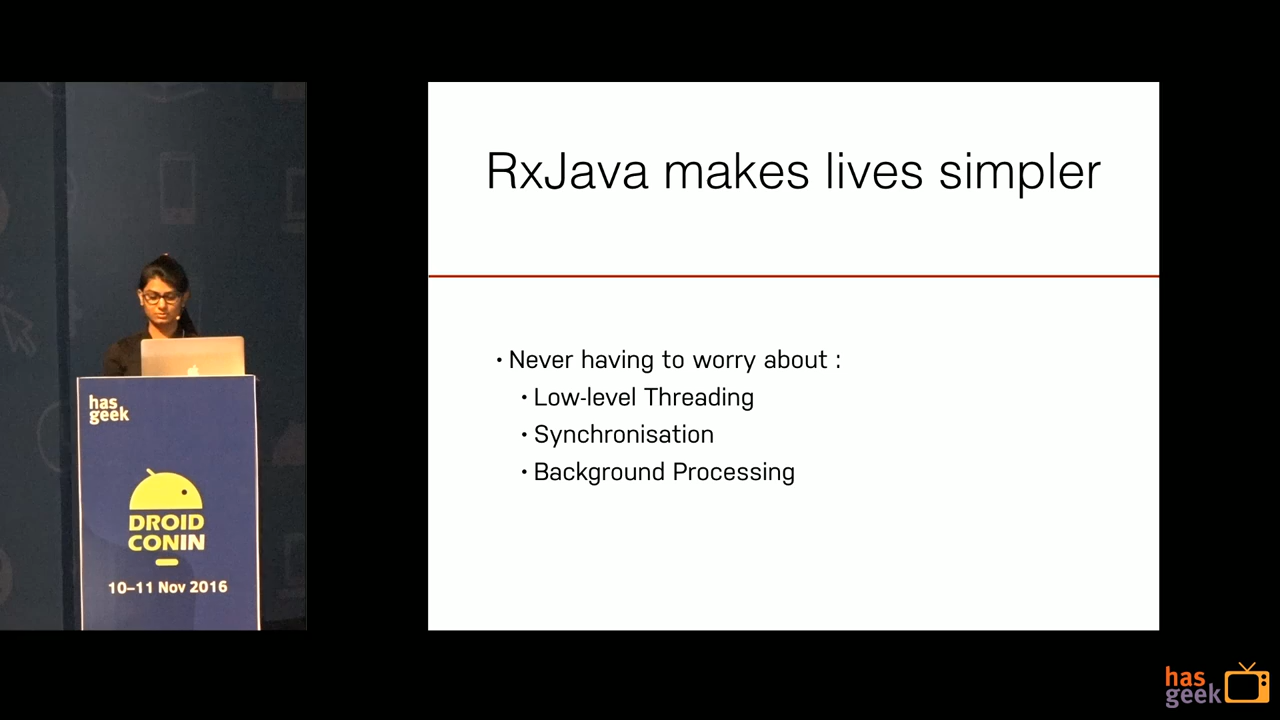 has
geek
DROID
CONIN
10–11 Nov 2016
RxJava makes lives simpler
• Never having to worry about :
• Low-level Threading
• Synchronisation
• Background Processing
has
geek